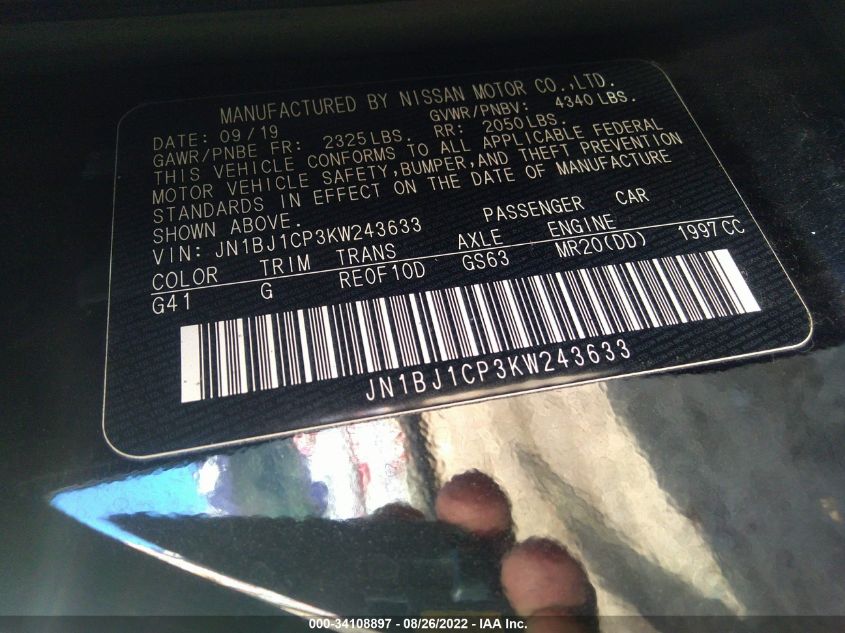 MANUFACTURED BY NISSAN MOTOR CO.,LTD.
DATE: 09/19 GVWR/PNBV: 4340 LBS.
GAWR/PNBE FR: 2325 LBS. RR: 2050 LBS.
THIS VEHICLE CONFORMS TO ALL APPLICABLE FEDERAL
MOTOR VEHICLE SAFETY, BUMPER, AND THEFT PREVENTION
STANDARDS IN EFFECT ON THE DATE OF MANUFACTURE
SHOWN ABOVE.
VIN: JN1BJ1CP3KW243633 PASSENGER CAR
COLOR TRIM TRANS AXLE ENGINE
G41 G RE0F10D GS63 MR20(DD) 1997 CC
JN1BJ1CP3KW243633
000-34108897 - 08/26/2022 - IAA Inc.